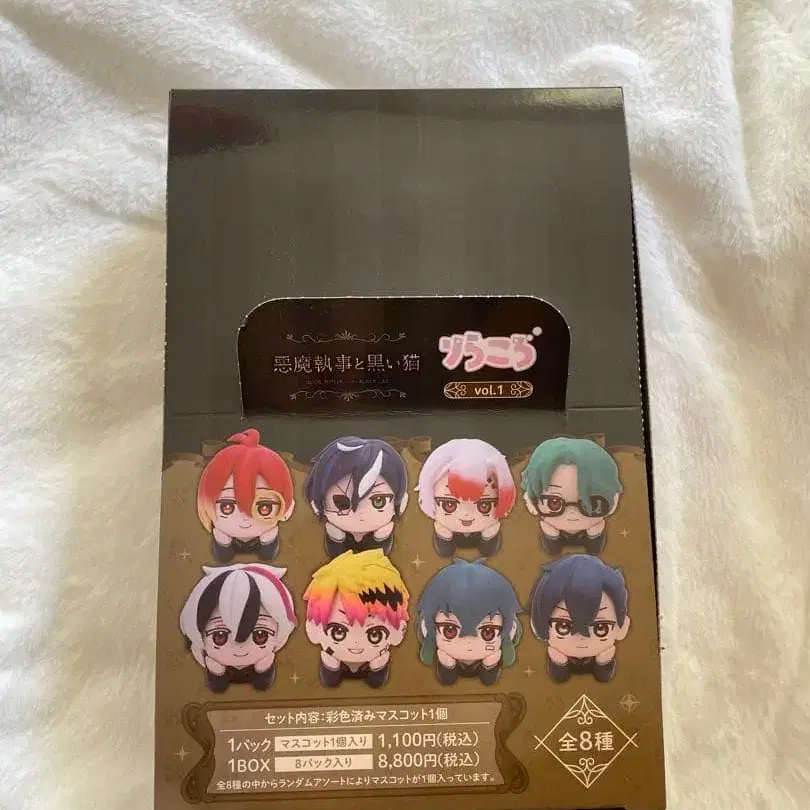 悪魔執事と黒い猫
りらころ
vol.1
セット内容:彩色済みマスコット1個
1パック マスコット1個入り 1,100円(税込)
1BOX 8パック入り 8,800円(税込)
全8種の中からランダムアソートによりマスコットが1個入っています。
全8種